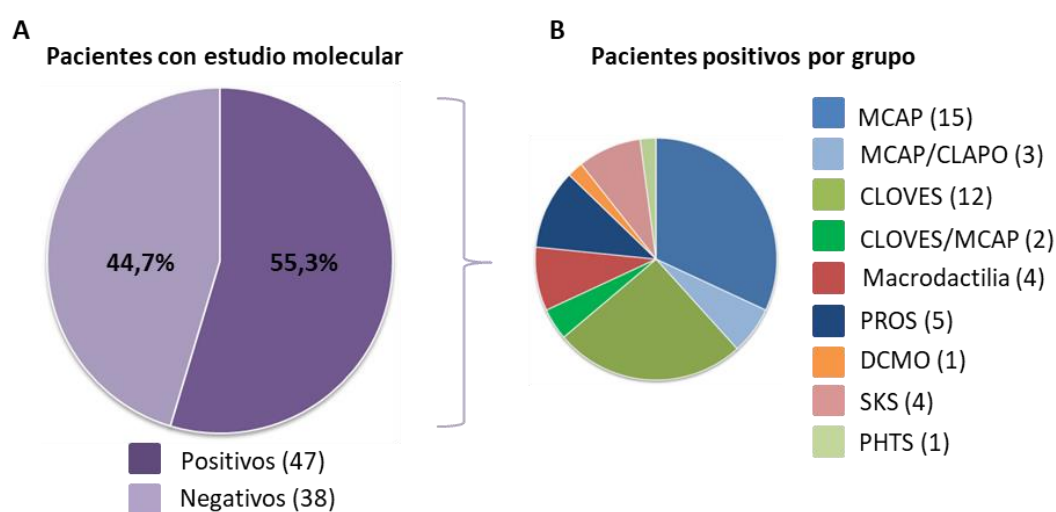 A
Pacientes con estudio molecular
44,7%
55,3%
Positivos (47)
Negativos (38)
B
Pacientes positivos por grupo
MCAP (15)
MCAP/CLAPO (3)
CLOVES (12)
CLOVES/MCAP (2)
Macrodactilia (4)
PROS (5)
DCMO (1)
SKS (4)
PHTS (1)